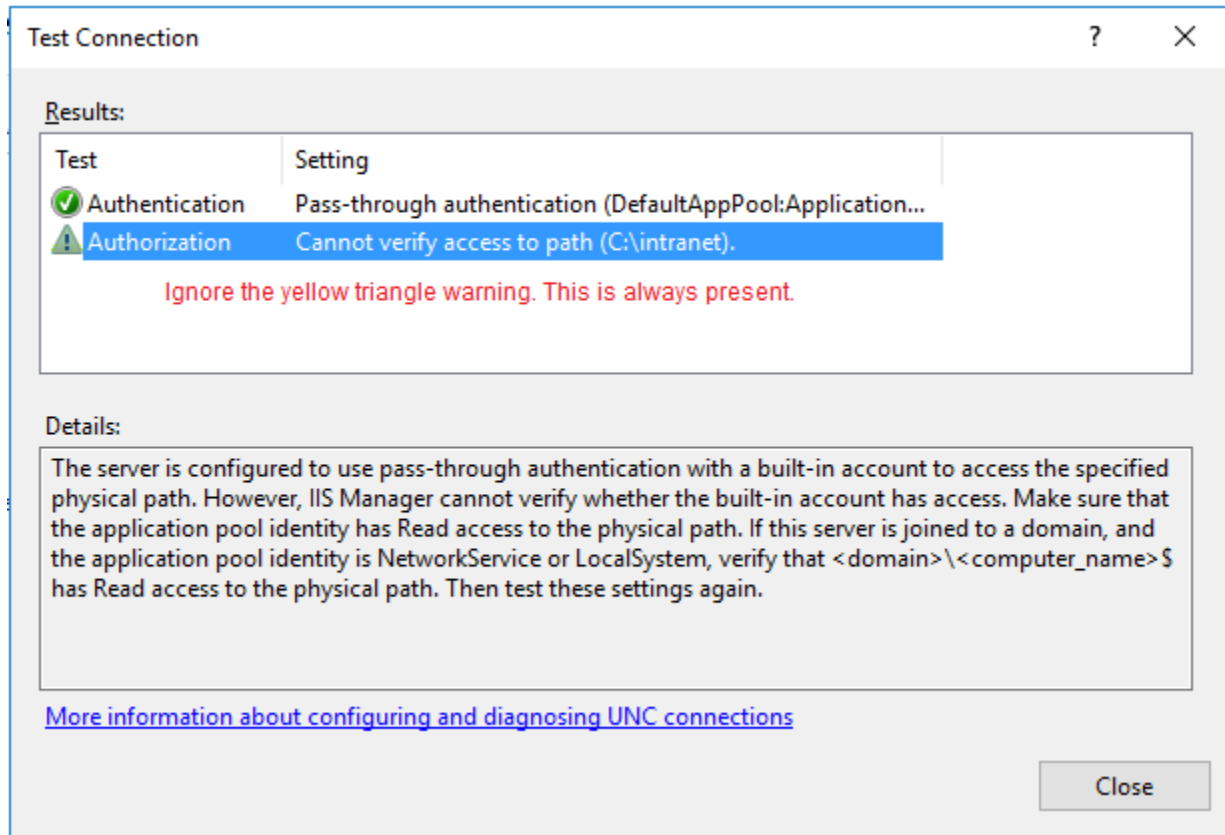 Test Connection ?
Results:
Test Setting
Authentication Pass-through authentication (DefaultAppPool:Application...
Authorization Cannot verify access to path (C:\intranet).
Ignore the yellow triangle warning. This is always present.
Details:
The server is configured to use pass-through authentication with a built-in account to access the specified
physical path. However, IIS Manager cannot verify whether the built-in account has access. Make sure that
the application pool identity has Read access to the physical path. If this server is joined to a domain, and
the application pool identity is NetworkService or LocalSystem, verify that <domain>\<computer_name>$
has Read access to the physical path. Then test these settings again.
More information about configuring and diagnosing UNC connections
Close